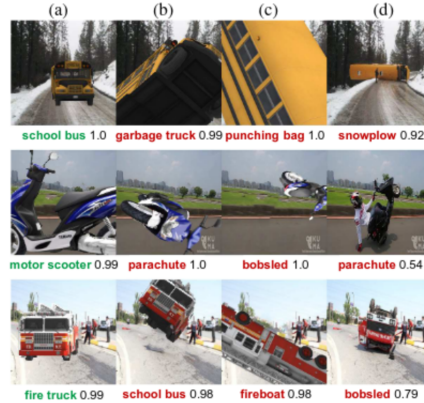 (a) (b) (c) (d)
school bus 1.0 garbage truck 0.99 punching bag 1.0 snowplow 0.92
motor scooter 0.99 parachute 1.0 bobsled 1.0 parachute 0.54
fire truck 0.99 school bus 0.98 fireboat 0.98 bobsled 0.79